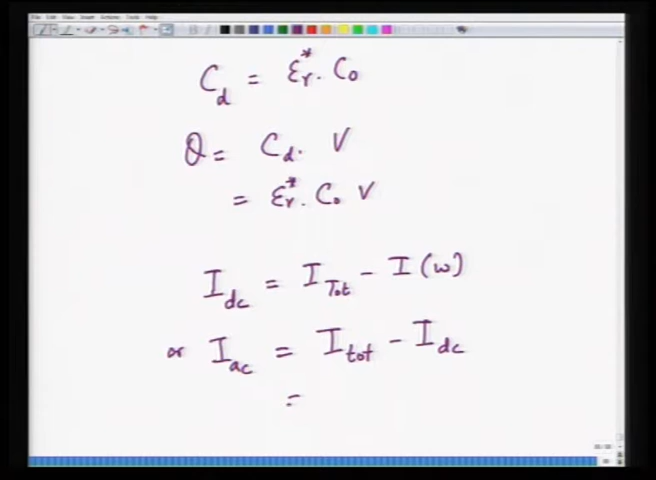 C_d = ε_r^*. C_0
Q = C_d. V
= ε_r^*. C_0 V
I_dc = I_Tot - I(w)
or I_ac = I_tot - I_dc
=